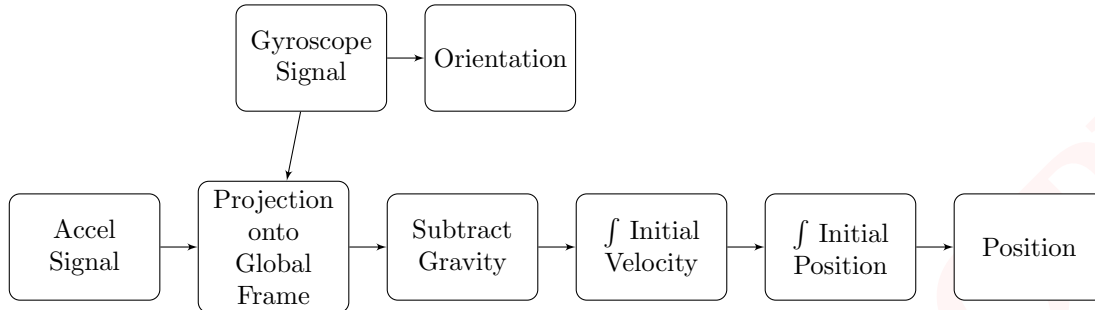 Gyroscope
Signal
Orientation
Accel
Signal
Projection
onto
Global
Frame
Subtract
Gravity
∫ Initial
Velocity
∫ Initial
Position
Position